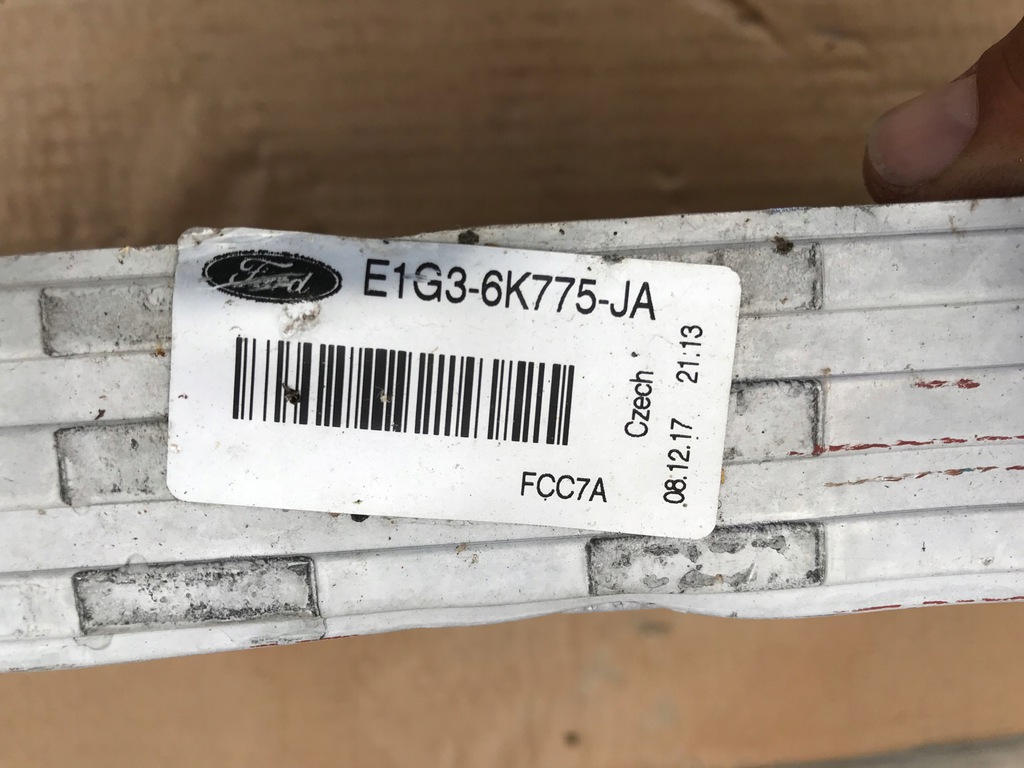 Ford
E1G3-6K775-JA
FCC7A
Czech
08.12.17 21:13